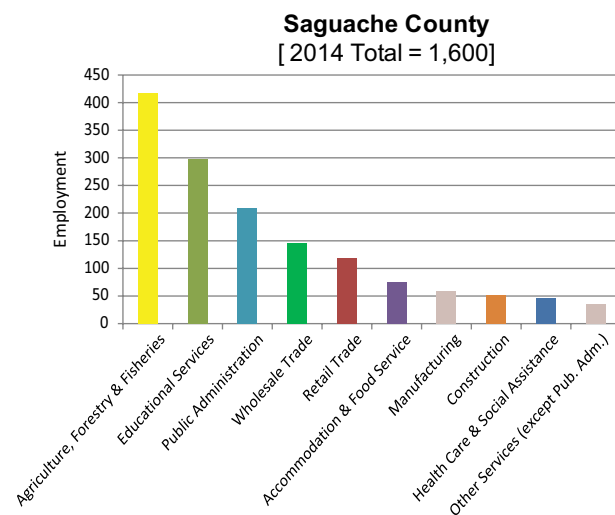 Saguache County
[ 2014 Total = 1,600]
Employment
450
400
350
300
250
200
150
100
50
0
Agriculture, Forestry & Fisheries
Educational Services
Public Administration
Wholesale Trade
Retail Trade
Accommodation & Food Service
Manufacturing
Construction
Health Care & Social Assistance
Other Services (except Pub. Adm.)